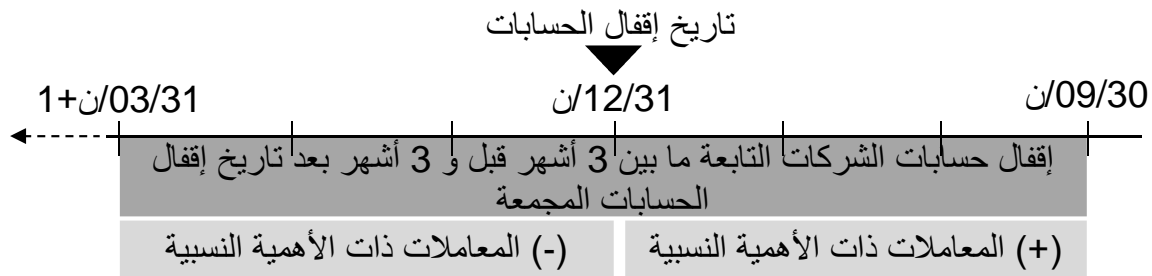 تاريخ إقفال الحسابات
09/30/ن
12/31/ن
03/31/ن+1
إقفال حسابات الشركات التابعة ما بين 3 أشهر قبل و 3 أشهر بعد تاريخ إقفال
الحسابات المجمعة
(+) المعاملات ذات الأهمية النسبية
(-) المعاملات ذات الأهمية النسبية